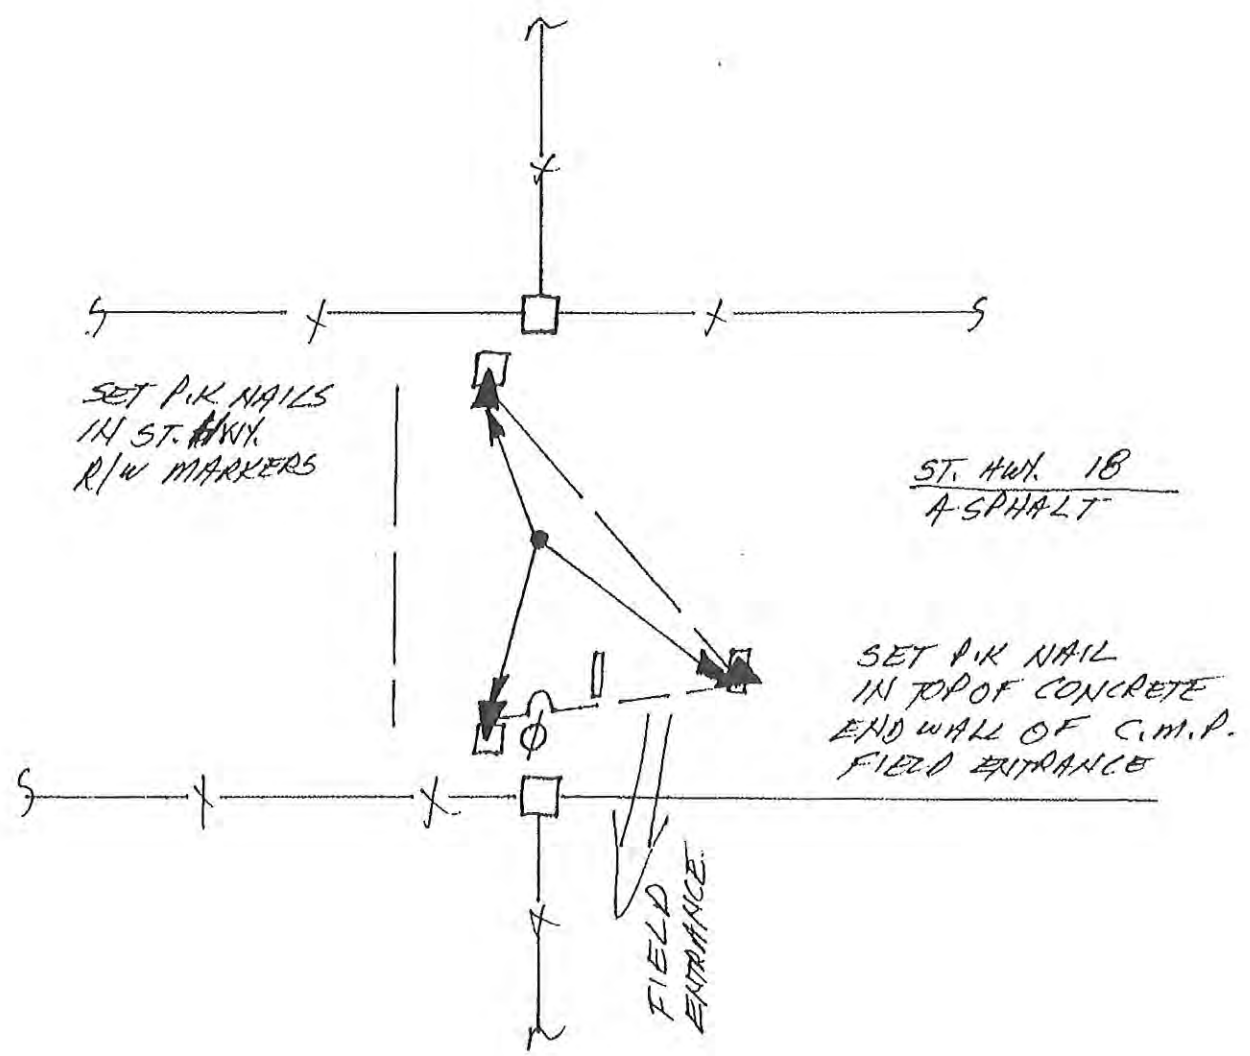 SET P.K. NAILS
IN ST. HWY.
R/W MARKERS
ST. HWY. 18
ASPHALT
SET P.K NAIL
IN TOP OF CONCRETE
END WALL OF C.M.P.
FIELD ENTRANCE
FIELD
ENTRANCE.